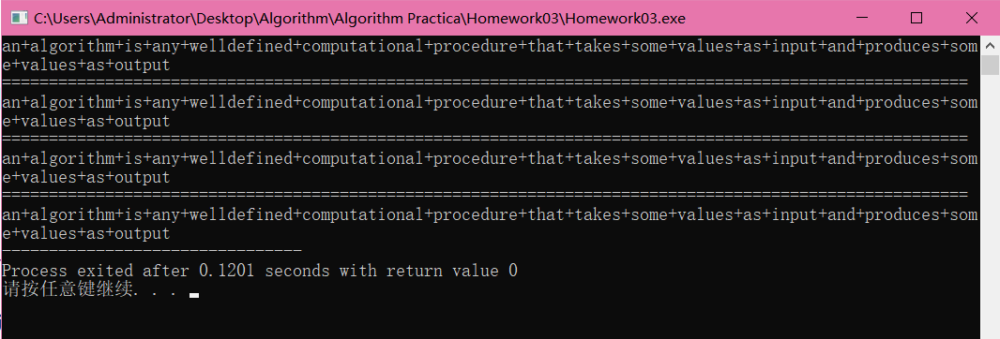 C:\Users\Administrator\Desktop\Algorithm\Algorithm Practica\Homework03\Homework03.exe
an+algorithm+is+any+welldefined+computational+procedure+that+takes+some+values+as+input+and+produces+som
e+values+as+output
=======================================================================================================
an+algorithm+is+any+welldefined+computational+procedure+that+takes+some+values+as+input+and+produces+som
e+values+as+output
=======================================================================================================
an+algorithm+is+any+welldefined+computational+procedure+that+takes+some+values+as+input+and+produces+som
e+values+as+output
=======================================================================================================
an+algorithm+is+any+welldefined+computational+procedure+that+takes+some+values+as+input+and+produces+som
e+values+as+output
--------------------------------
Process exited after 0.1201 seconds with return value 0
请按任意键继续. . .